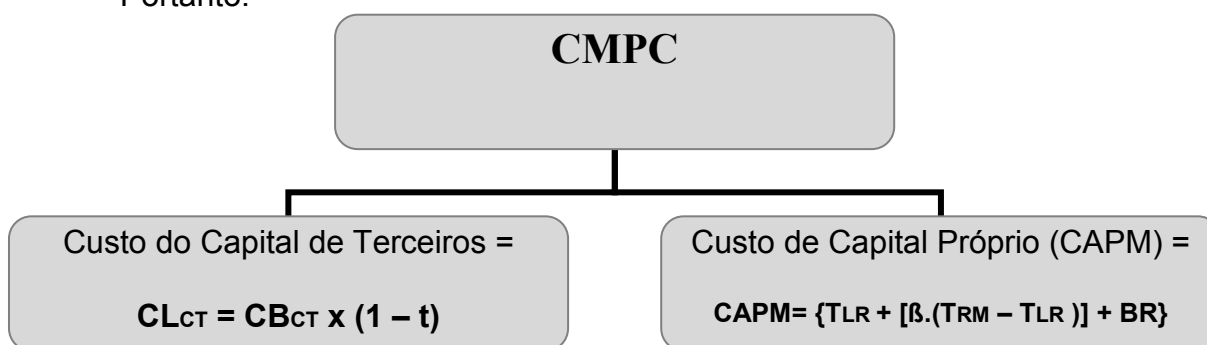 Portanto:
CMPC
Custo do Capital de Terceiros =
CLCT = CBCT x (1 – t)
Custo de Capital Próprio (CAPM) =
CAPM= {TLR + [ß.(TRM – TLR )] + BR}